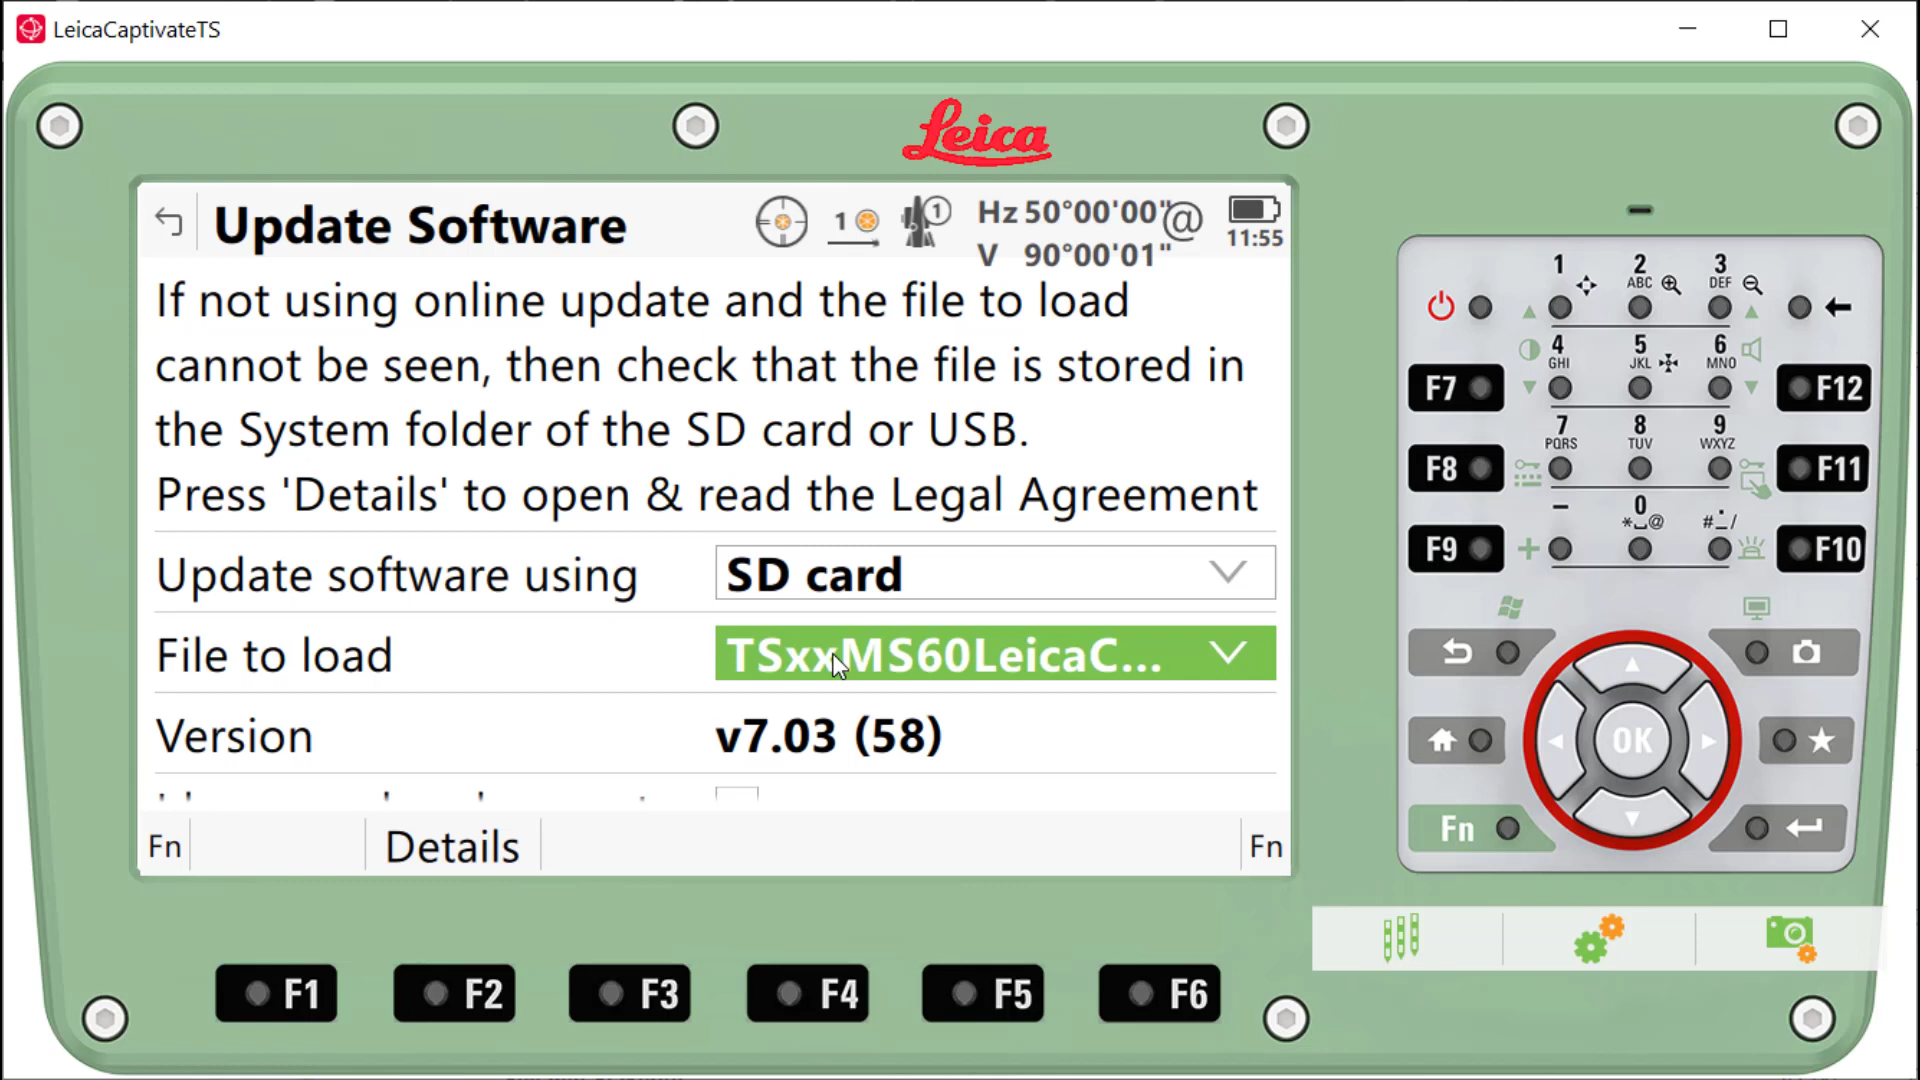 LeicaCaptivateTS
Leica
Update Software
1
1
Hz 50°00'00"
V 90°00'01"
@
11:55
If not using online update and the file to load
cannot be seen, then check that the file is stored in
the System folder of the SD card or USB.
Press 'Details' to open & read the Legal Agreement
Update software using SD card
File to load TSxxMS60LeicaC...
Version v7.03 (58)
Fn Details Fn
F1 F2 F3 F4 F5 F6
1 2 ABC 3 DEF
F7 4 GHI 5 JKL 6 MNO F12
F8 7 PQRS 8 TUV 9 WXYZ F11
F9 - + 0 *␣@ #._/ F10
OK
Fn